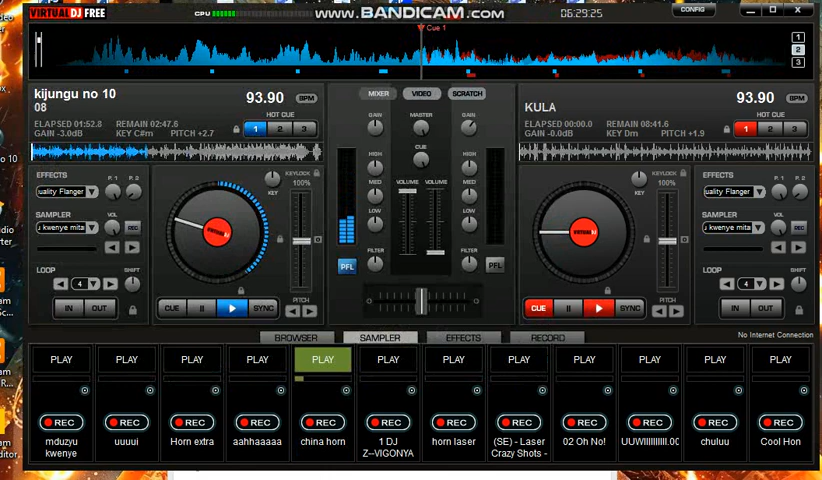 VIRTUAL DJ FREE
CPU
WWW.BANDICAM.COM
06:29:25
CONFIG
Cue 1
1
2
3
kijungu no 10
08
93.90 BPM
HOT CUE
ELAPSED 01:52.8 REMAIN 02:47.6
GAIN -3.0dB KEY C#m PITCH +2.7
1 2 3
MIXER VIDEO SCRATCH
KULA
93.90 BPM
HOT CUE
ELAPSED 00:00.0 REMAIN 08:41.6
GAIN -0.0dB KEY Dm PITCH +1.9
1 2 3
EFFECTS
P. 1 P. 2
uality Flanger
SAMPLER
VOL
u kwenye mita
REC
LOOP
SHIFT
4
IN OUT
KEY
KEYLOCK
100%
CUE SYNC
PITCH
GAIN
MASTER
GAIN
HIGH
CUE
HIGH
MED
VOLUME VOLUME
MED
LOW
LOW
FILTER
FILTER
PFL
PFL
KEYLOCK
100%
KEY
CUE SYNC
PITCH
EFFECTS
P. 1 P. 2
uality Flanger
SAMPLER
VOL
u kwenye mita
REC
LOOP
SHIFT
4
IN OUT
BROWSER SAMPLER EFFECTS RECORD
No Internet Connection
PLAY PLAY PLAY PLAY PLAY PLAY PLAY PLAY PLAY PLAY PLAY PLAY
REC REC REC REC REC REC REC REC REC REC REC REC
mduzyu kwenye
uuuui
Horn extra
aahhaaaaa
china horn
1 DJ Z--VIGONYA
horn laser
(SE) - Laser Crazy Shots -
02 Oh No!
chuluu
Cool Hon